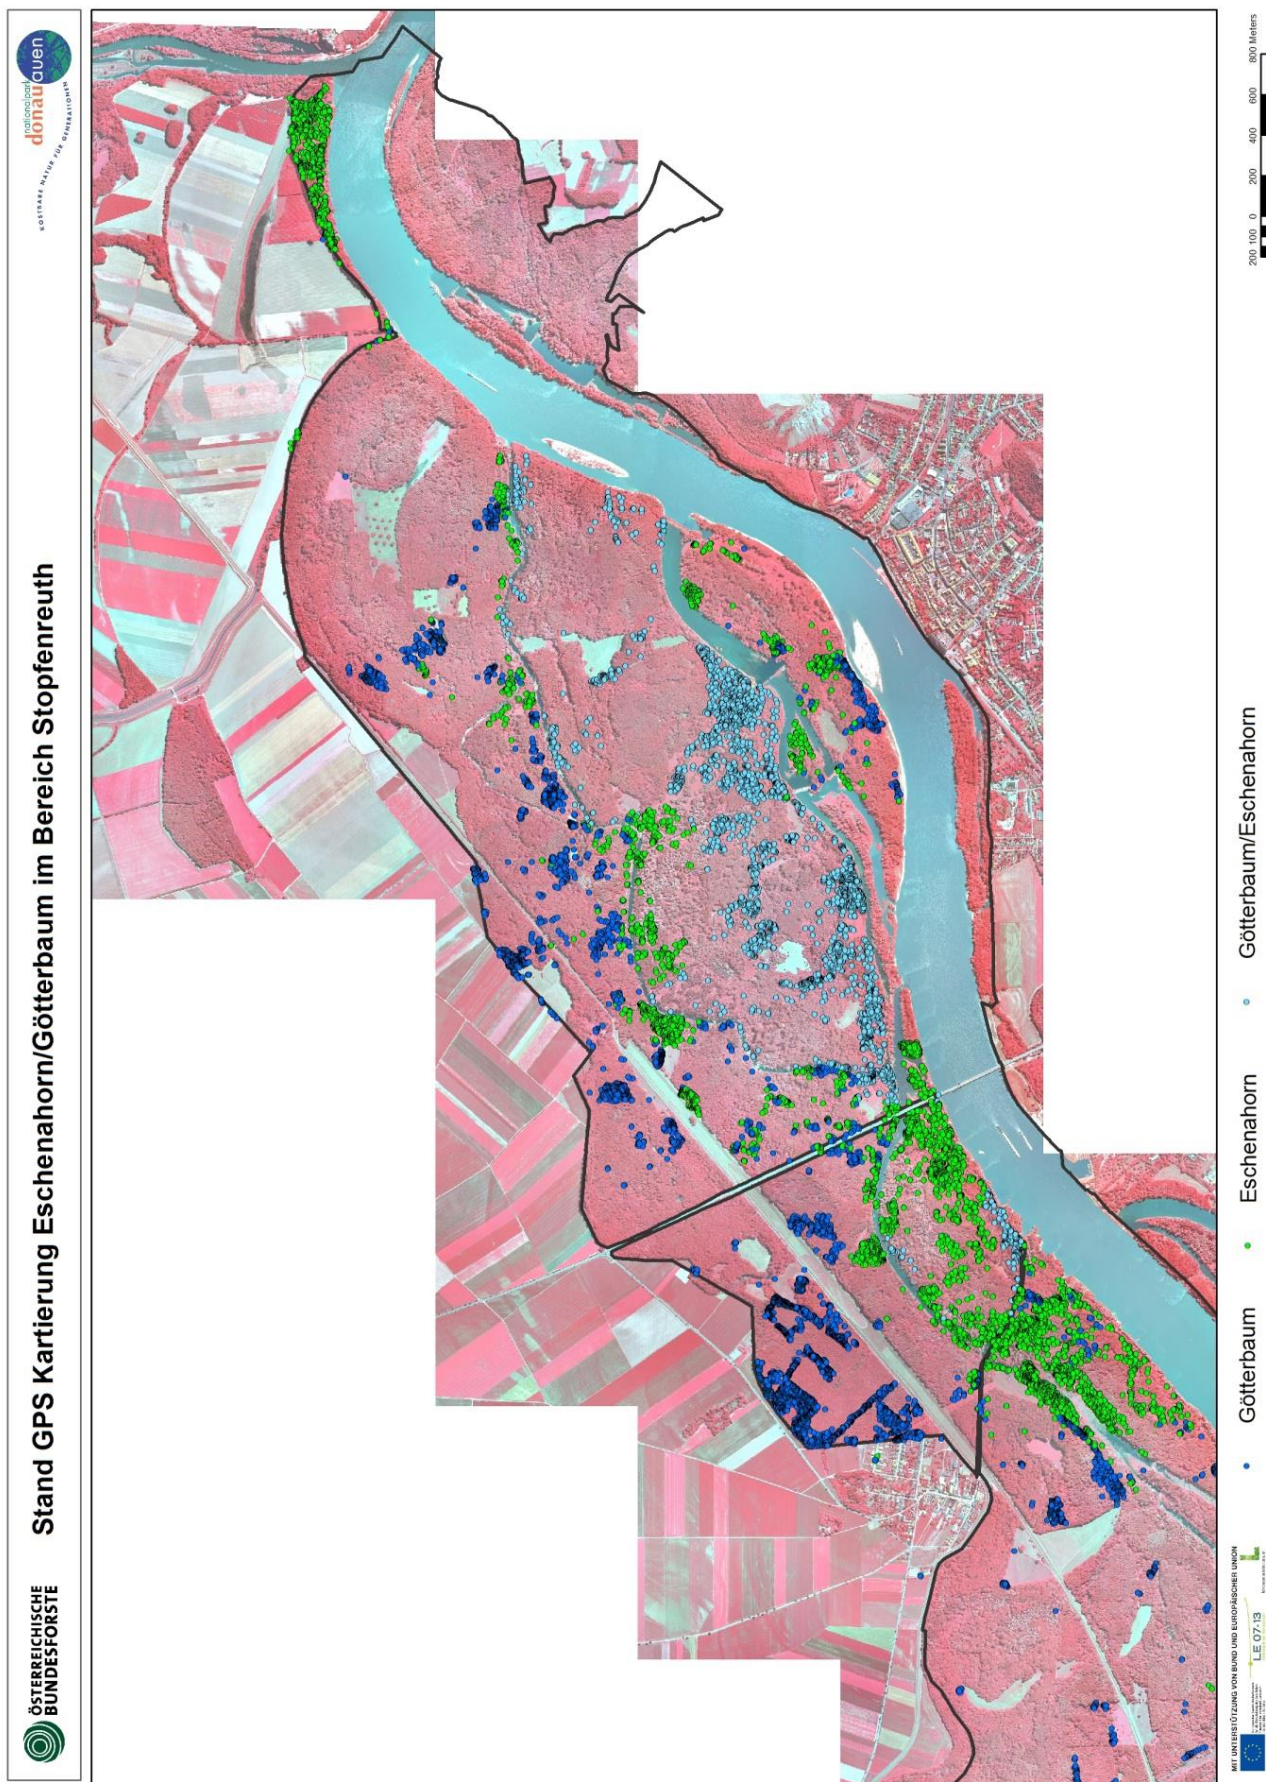 ÖSTERREICHISCHE
BUNDESFORSTE
Stand GPS Kartierung Eschenahorn/Götterbaum im Bereich Stopfenreuth
nationalpark
donauauen
KOSTBARE NATUR FÜR GENERATIONEN
MIT UNTERSTÜTZUNG VON BUND UND EUROPÄISCHER UNION
LE 07-13
Götterbaum
Eschenahorn
Götterbaum/Eschenahorn
200 100 0 200 400 600 800 Meters